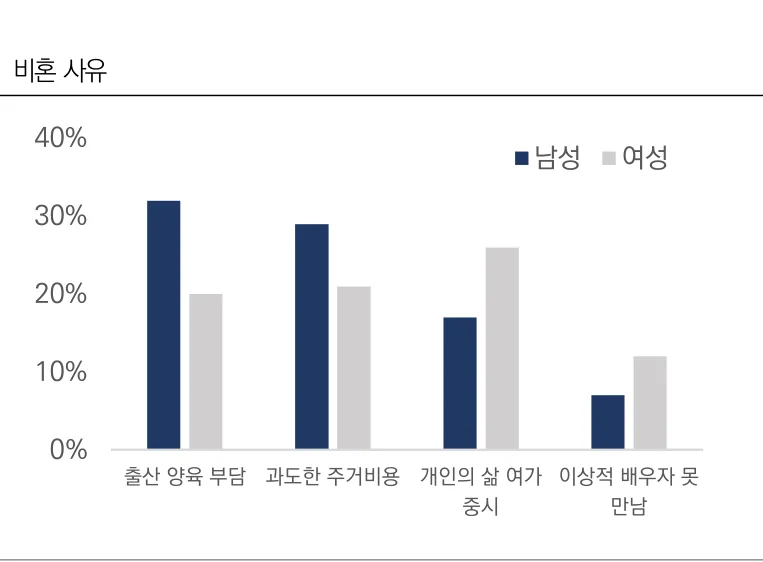 비혼 사유
40%
남성 여성
30%
20%
10%
0%
출산 양육 부담 과도한 주거비용 개인의 삶 여가 이상적 배우자 못
중시 만남